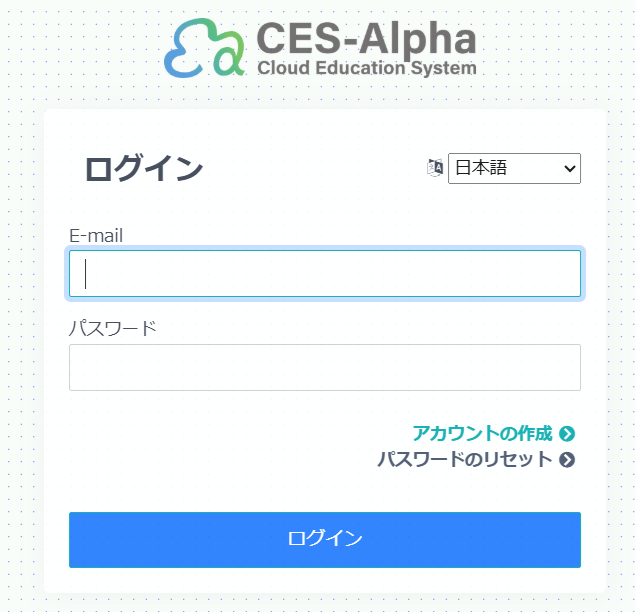 CES-Alpha
Cloud Education System
ログイン
日本語
E-mail
パスワード
アカウントの作成
パスワードのリセット
ログイン